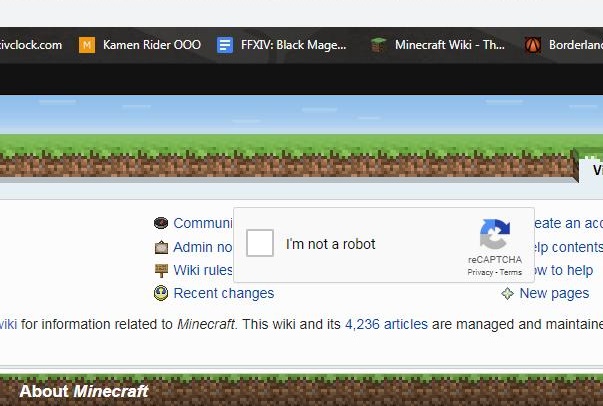 ivclock.com M Kamen Rider OOO FFXIV: Black Mage... Minecraft Wiki - Th... Borderland
Vi
Communi
I'm not a robot
reCAPTCHA
Privacy - Terms
eate an acc
Admin no
elp contents
Wiki rules
ow to help
Recent changes
New pages
viki for information related to Minecraft. This wiki and its 4,236 articles are managed and maintaine
About Minecraft